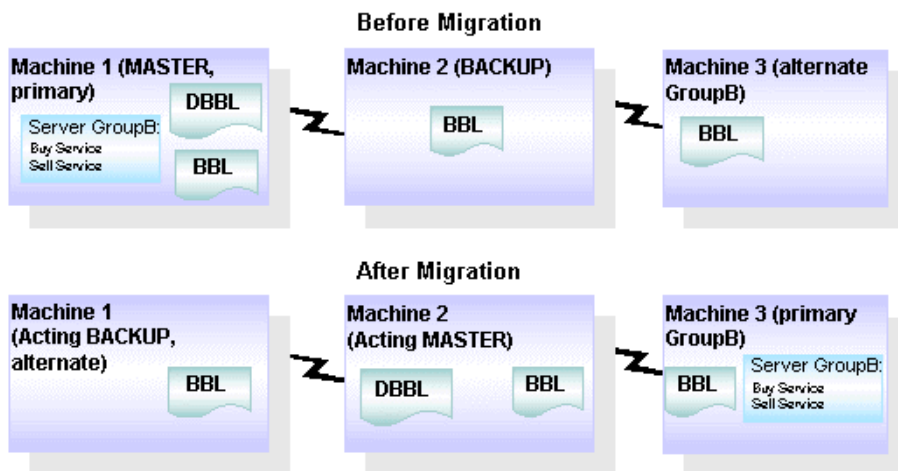 Before Migration
Machine 1 (MASTER,
primary)
DBBL
Server GroupB:
Buy Service
Sell Service
BBL
Machine 2 (BACKUP)
BBL
Machine 3 (alternate
GroupB)
BBL
After Migration
Machine 1
(Acting BACKUP,
alternate)
BBL
Machine 2
(Acting MASTER)
DBBL
BBL
Machine 3 (primary
GroupB)
BBL
Server GroupB:
Buy Service
Sell Service